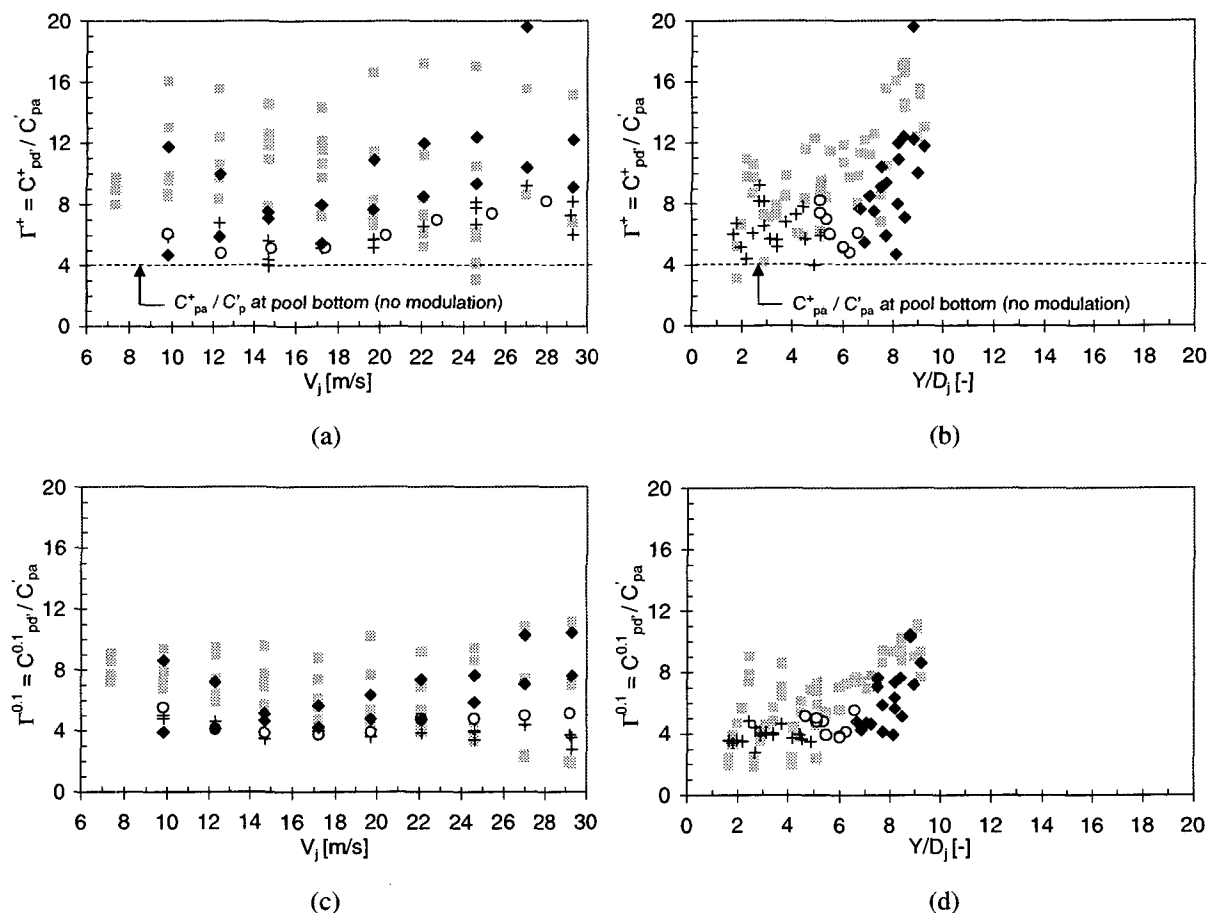 20
16
12
8
4
0
Γ⁺ = C⁺pd' / C'pa
C⁺pa / C'p at pool bottom (no modulation)
6 8 10 12 14 16 18 20 22 24 26 28 30
Vj [m/s]
(a)
20
16
12
8
4
0
Γ⁺ = C⁺pd' / C'pa
C⁺pa / C'pa at pool bottom (no modulation)
0 2 4 6 8 10 12 14 16 18 20
Y/Dj [-]
(b)
20
16
12
8
4
0
Γ⁻⁰·¹ = C⁰·¹pd' / C'pa
6 8 10 12 14 16 18 20 22 24 26 28 30
Vj [m/s]
(c)
20
16
12
8
4
0
Γ⁻⁰·¹ = C⁰·¹pd' / C'pa
0 2 4 6 8 10 12 14 16 18 20
Y/Dj [-]
(d)